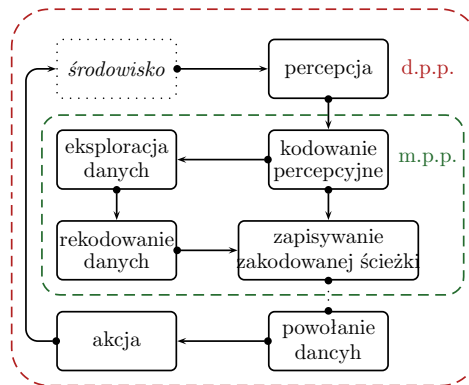 środowisko
percepcja
d.p.p.
eksploracja
danych
kodowanie
percepcyjne
m.p.p.
rekodowanie
danych
zapisywanie
zakodowanej ścieżki
akcja
powołanie
dancyh